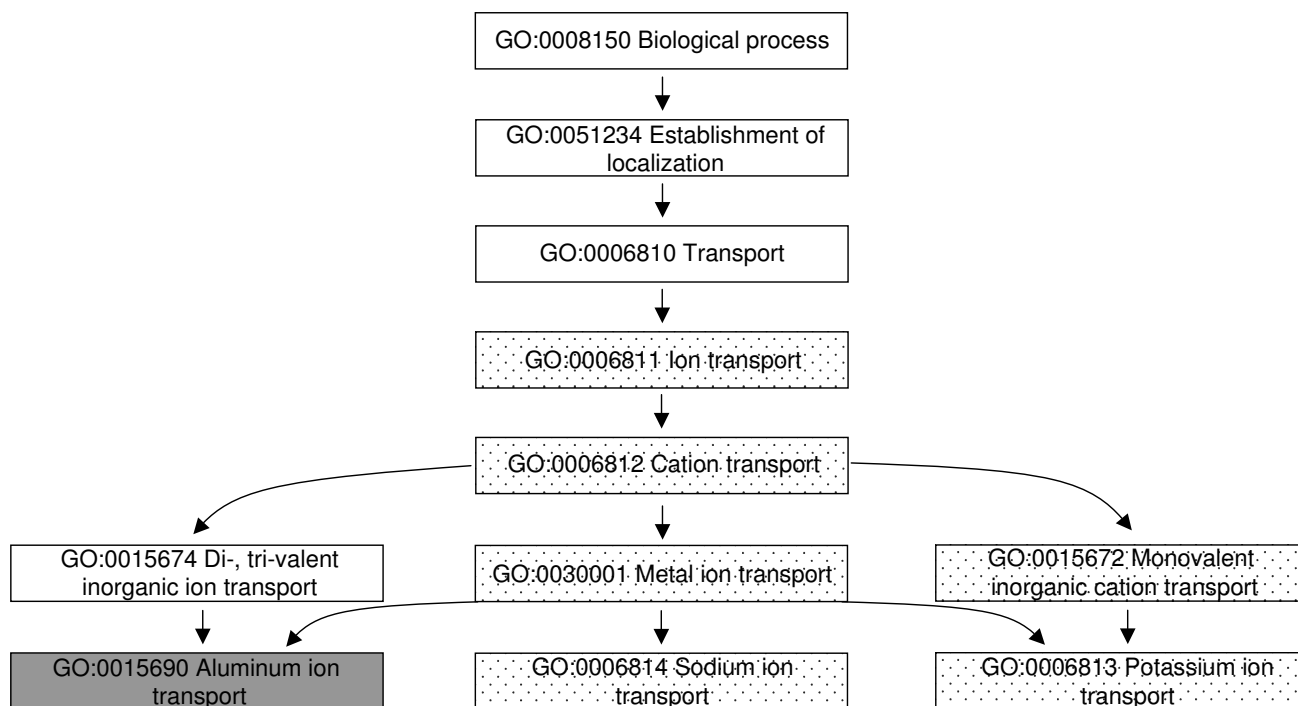 GO:0008150 Biological process
GO:0051234 Establishment of
localization
GO:0006810 Transport
GO:0006811 Ion transport
GO:0006812 Cation transport
GO:0015674 Di-, tri-valent
inorganic ion transport
GO:0030001 Metal ion transport
GO:0015672 Monovalent
inorganic cation transport
GO:0015690 Aluminum ion
transport
GO:0006814 Sodium ion
transport
GO:0006813 Potassium ion
transport